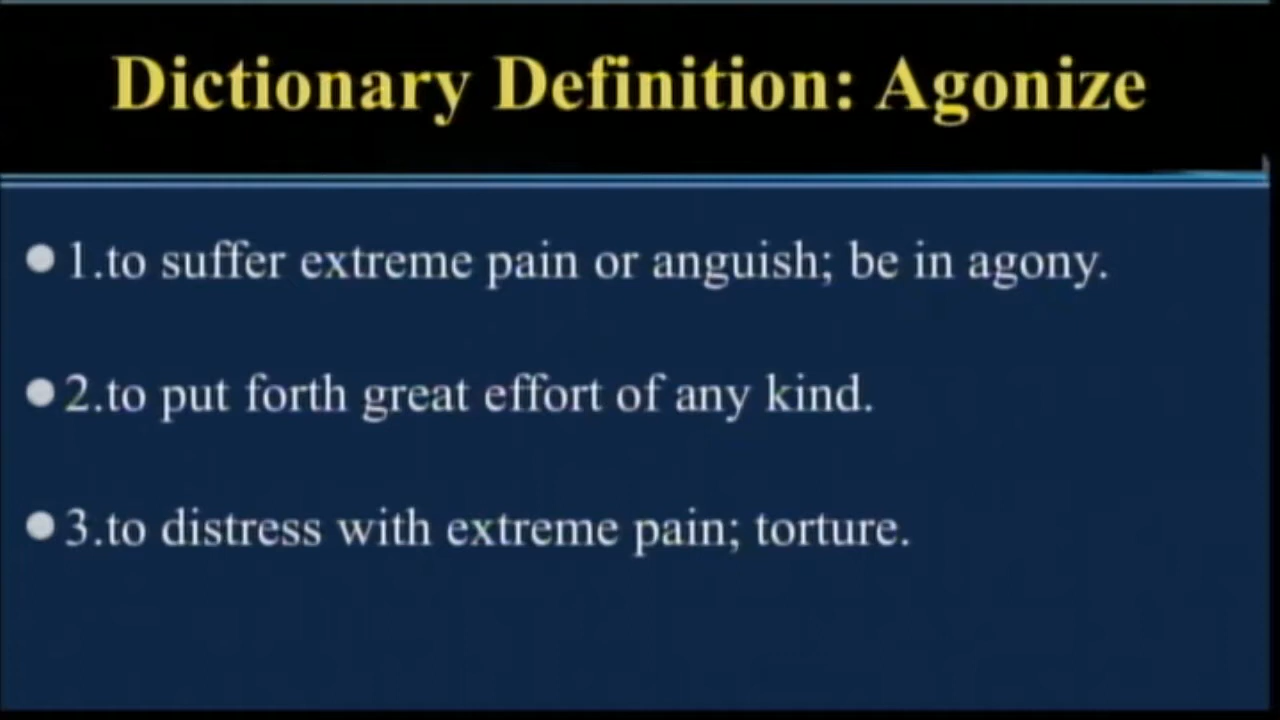 Dictionary Definition: Agonize
1.to suffer extreme pain or anguish; be in agony.
2.to put forth great effort of any kind.
3.to distress with extreme pain; torture.